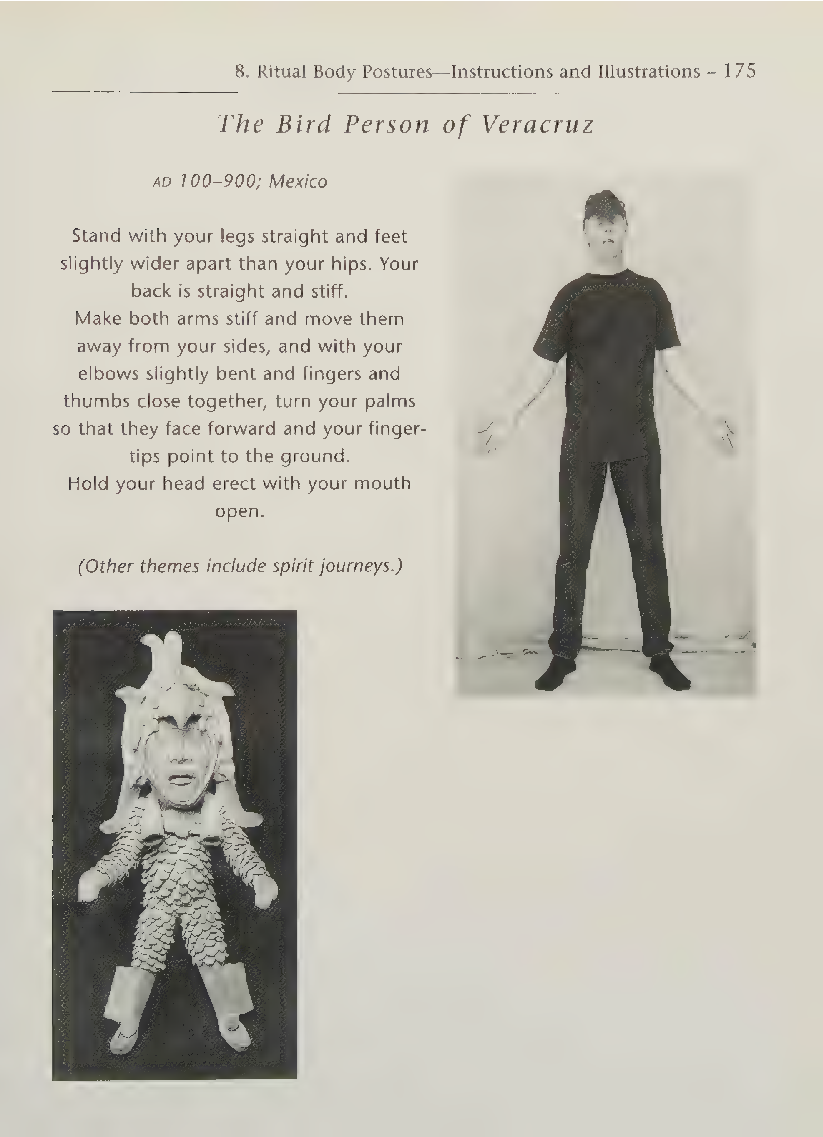 8. Ritual Body Postures—Instructions and Illustrations – 175
The Bird Person of Veracruz
AD 100–900; Mexico
Stand with your legs straight and feet
slightly wider apart than your hips. Your
back is straight and stiff.
Make both arms stiff and move them
away from your sides, and with your
elbows slightly bent and fingers and
thumbs close together, turn your palms
so that they face forward and your finger-
tips point to the ground.
Hold your head erect with your mouth
open.
(Other themes include spirit journeys.)